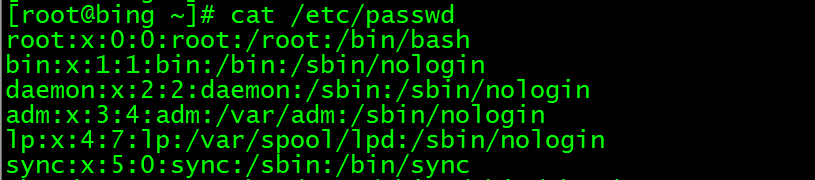 [root@bing ~]# cat /etc/passwd
root:x:0:0:root:/root:/bin/bash
bin:x:1:1:bin:/bin:/sbin/nologin
daemon:x:2:2:daemon:/sbin:/sbin/nologin
adm:x:3:4:adm:/var/adm:/sbin/nologin
lp:x:4:7:lp:/var/spool/lpd:/sbin/nologin
sync:x:5:0:sync:/sbin:/bin/sync